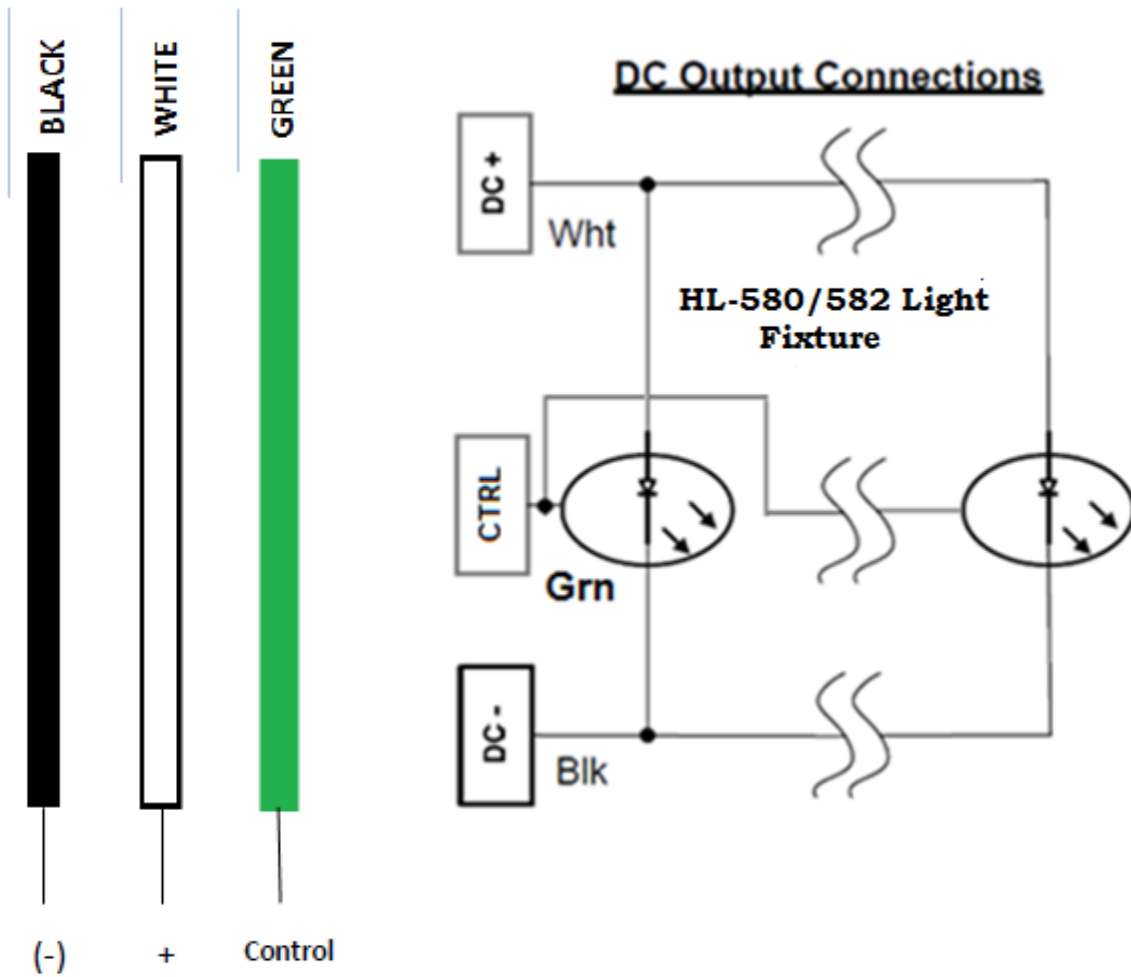 BLACK
WHITE
GREEN
(-)
+
Control
DC Output Connections
DC +
Wht
HL-580/582 Light
Fixture
CTRL
Grn
DC -
Blk